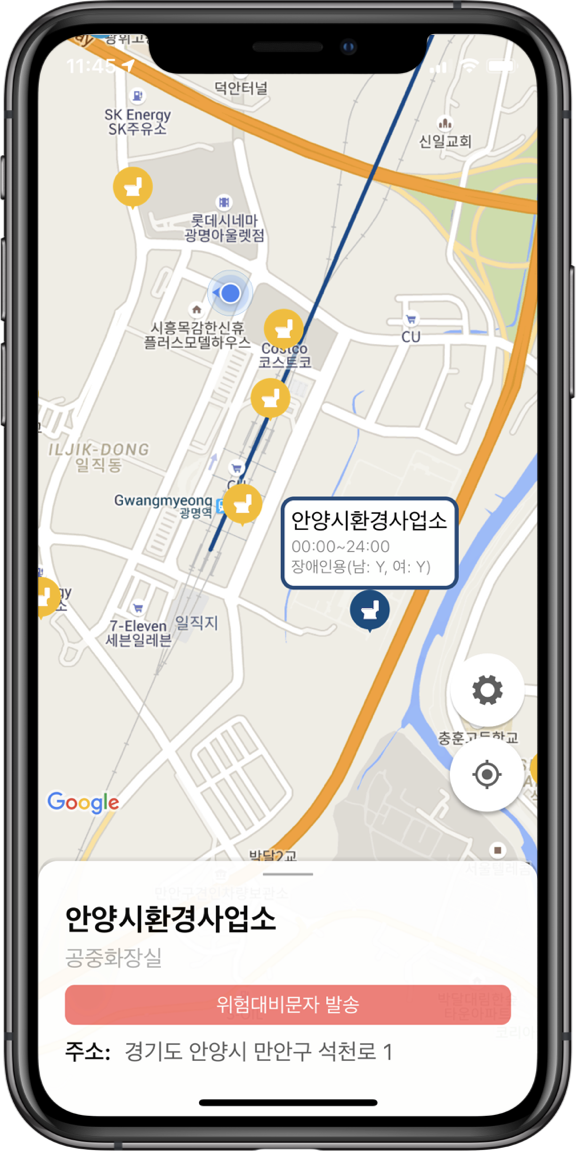 11:45
덕안터널
SK Energy
SK주유소
신일교회
롯데시네마
광명아울렛점
시흥목감한신휴
플러스모델하우스
Costco
코스트코
CU
ILJIK-DONG
일직동
CU
Gwangmyeong
광명역
안양시환경사업소
00:00~24:00
장애인용(남: Y, 여: Y)
7-Eleven
세븐일레븐
일직지
충훈고등학교
Google
박달2교
안양시환경사업소
공중화장실
위험대비문자 발송
주소: 경기도 안양시 만안구 석천로 1